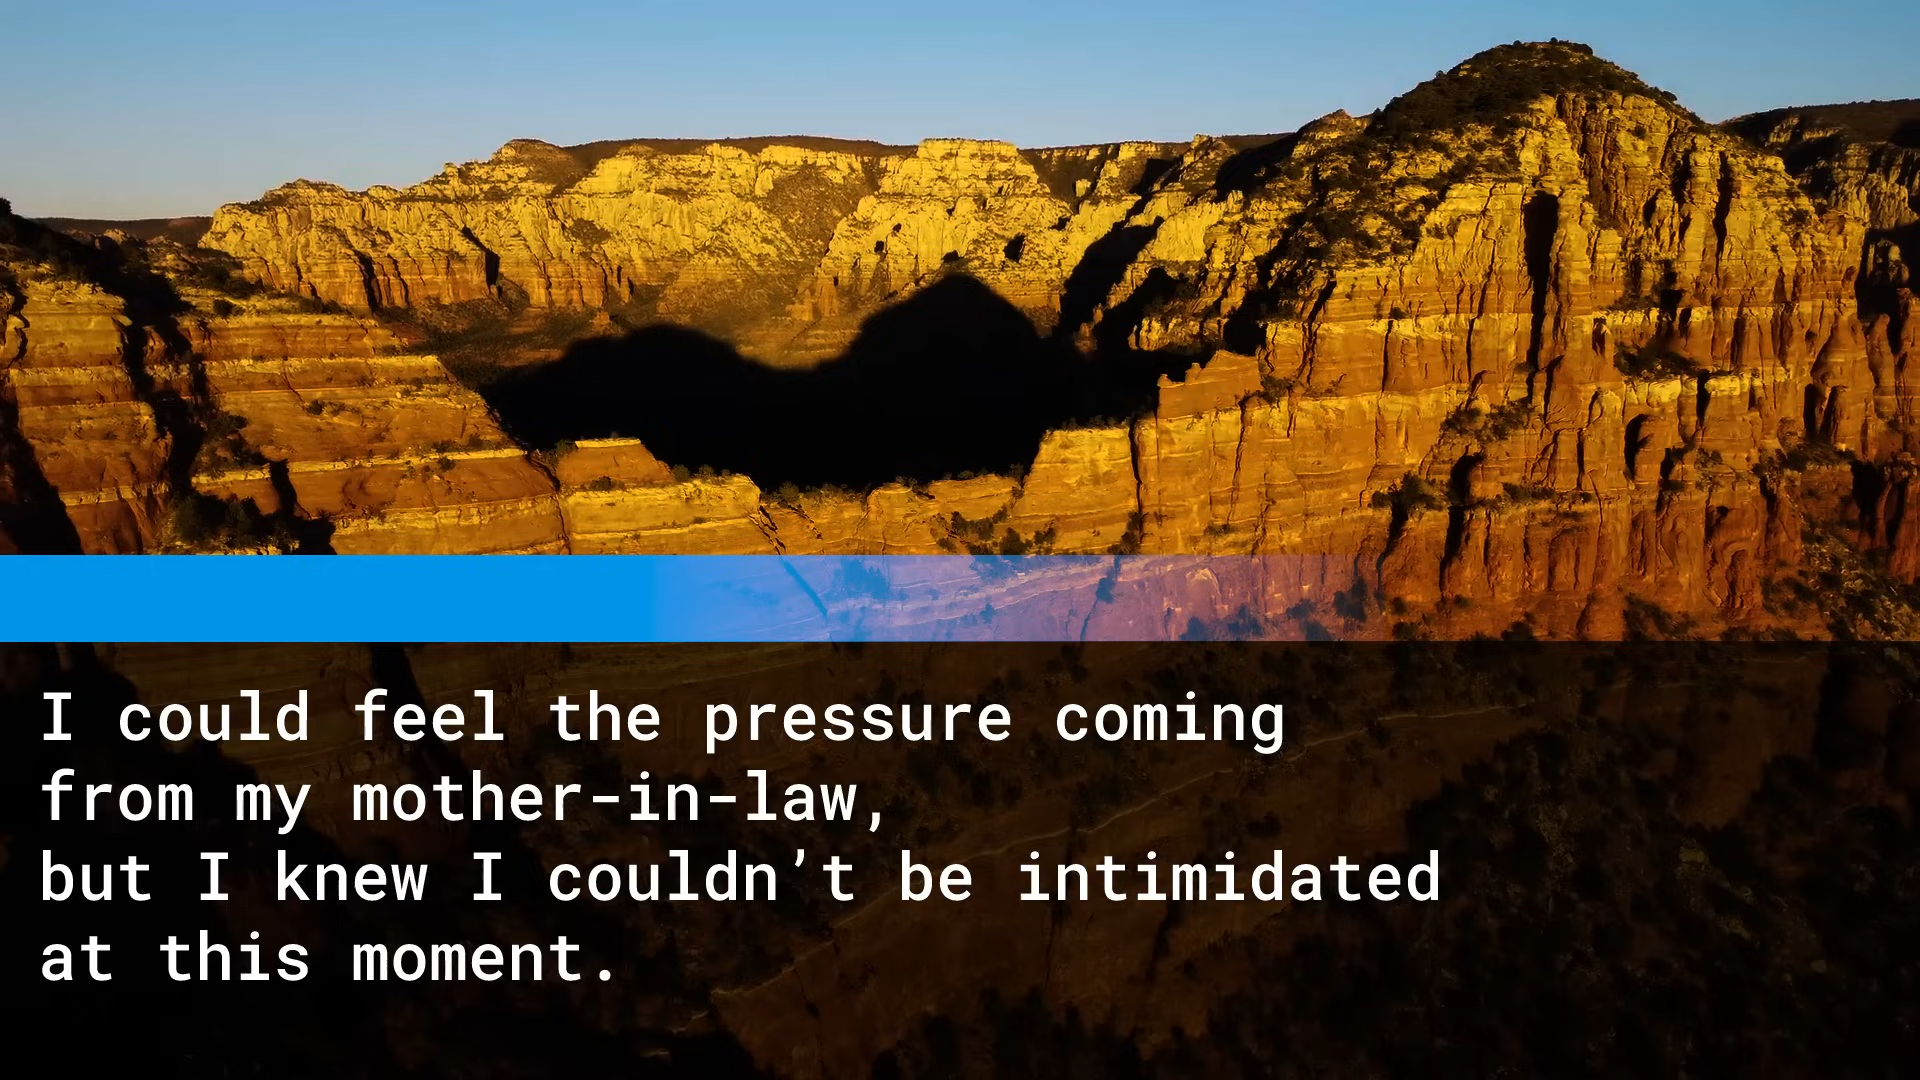 I could feel the pressure coming
from my mother-in-law,
but I knew I couldn’t be intimidated
at this moment.